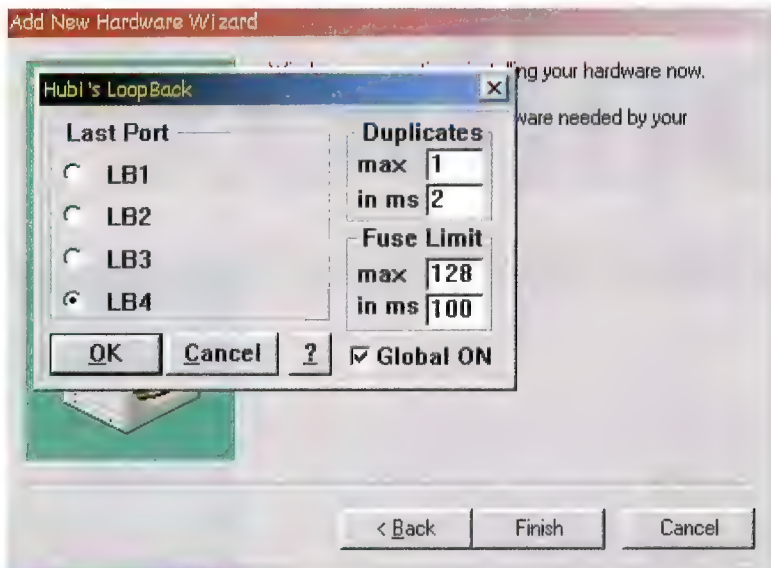 Add New Hardware Wizard
ng your hardware now.
ware needed by your
Hubi's LoopBack
Last Port
LB1
LB2
LB3
LB4
Duplicates
max 1
in ms 2
Fuse Limit
max 128
in ms 100
Global ON
OK
Cancel
?
< Back
Finish
Cancel